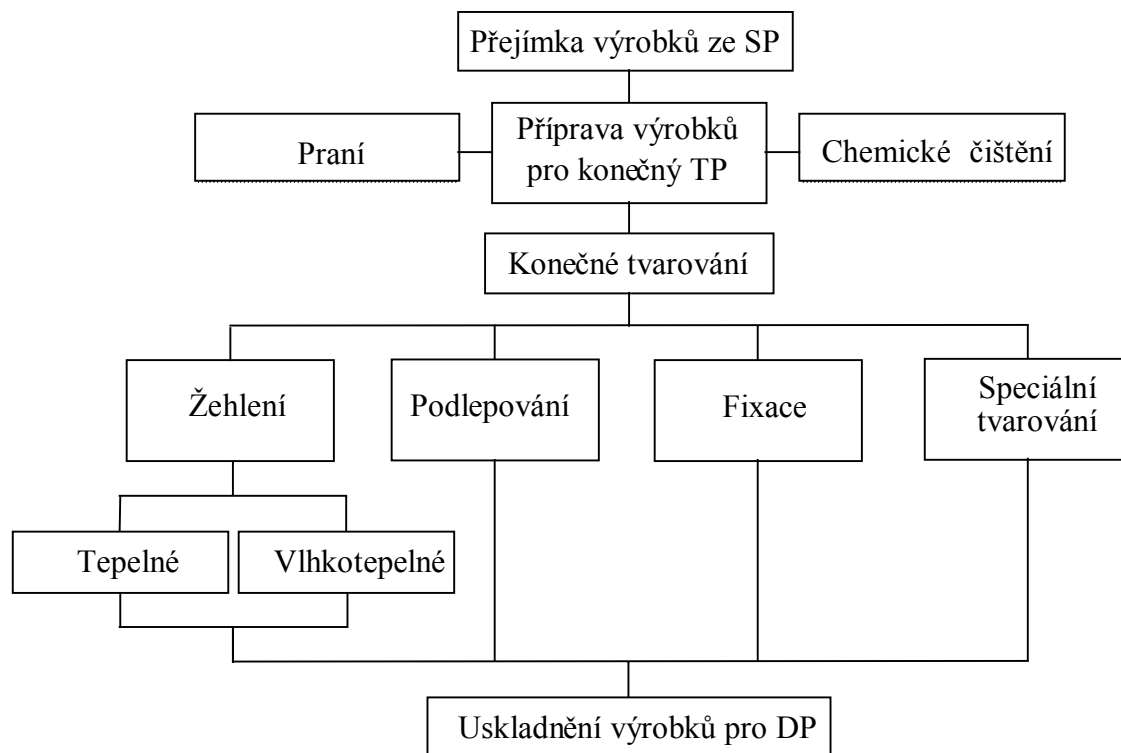 Přejímka výrobků ze SP
Praní
Příprava výrobků
pro konečný TP
Chemické čištění
Konečné tvarování
Žehlení
Podlepování
Fixace
Speciální
tvarování
Tepelné
Vlhkotepelné
Uskladnění výrobků pro DP